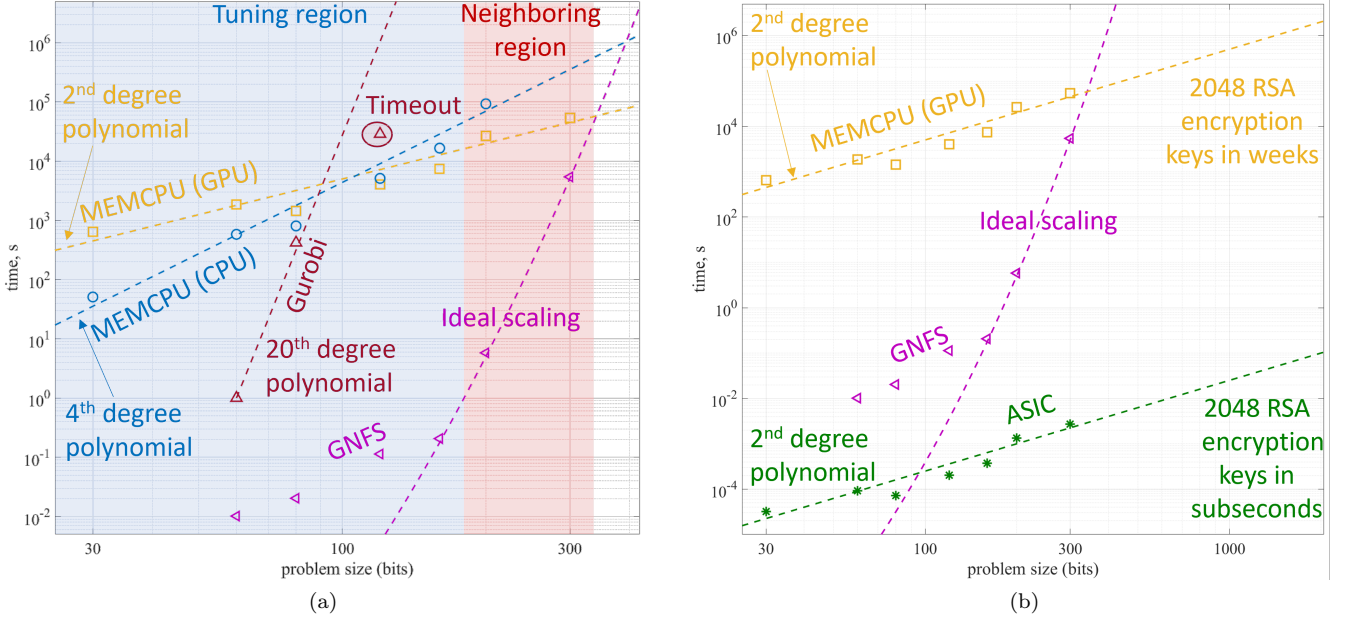 Tuning region
Neighboring
region
10^6
10^5
10^4
10^3
10^2
10^1
10^0
10^-1
10^-2
time, s
2nd degree
polynomial
Timeout
MEMCPU (GPU)
MEMCPU (CPU)
Gurobi
Ideal scaling
20th degree
polynomial
4th degree
polynomial
GNFS
30
100
300
problem size (bits)
(a)
10^6
10^4
10^2
10^0
10^-2
10^-4
time, s
2nd degree
polynomial
MEMCPU (GPU)
2048 RSA
encryption
keys in weeks
Ideal scaling
GNFS
ASIC
2nd degree
polynomial
2048 RSA
encryption
keys in
subseconds
30
100
300
1000
problem size (bits)
(b)